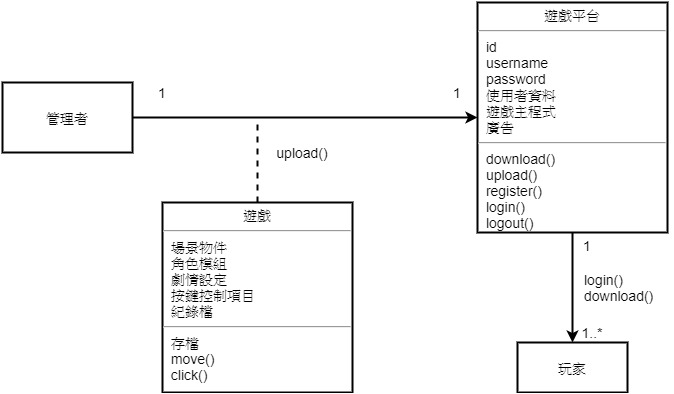 遊戲平台
id
username
password
使用者資料
遊戲主程式
廣告
download()
upload()
register()
login()
logout()
1
1
管理者
upload()
遊戲
場景物件
角色模組
劇情設定
按鍵控制項目
紀錄檔
存檔
move()
click()
1
login()
download()
1..*
玩家